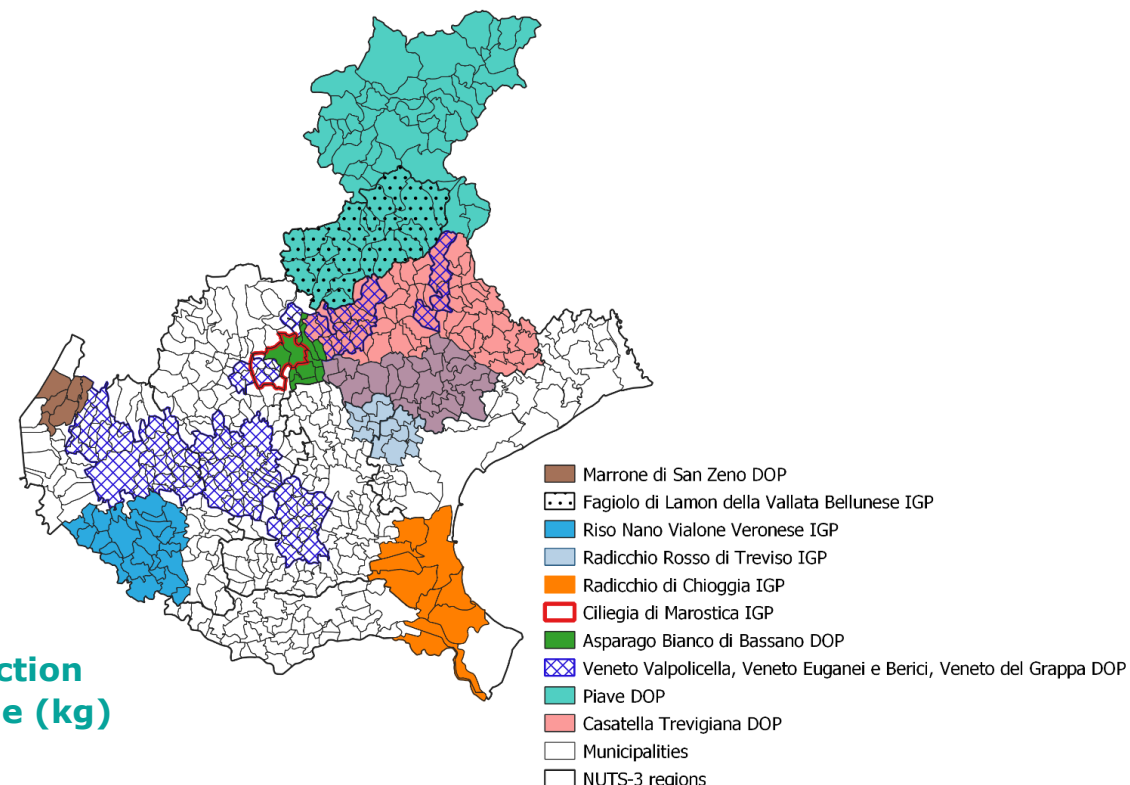 Marrone di San Zeno DOP
Fagiolo di Lamon della Vallata Bellunese IGP
Riso Nano Vialone Veronese IGP
Radicchio Rosso di Treviso IGP
Radicchio di Chioggia IGP
Ciliegia di Marostica IGP
Asparago Bianco di Bassano DOP
Veneto Valpolicella, Veneto Euganei e Berici, Veneto del Grappa DOP
Piave DOP
Casatella Trevigiana DOP
Municipalities
NUTS-3 regions
ction
e (kg)